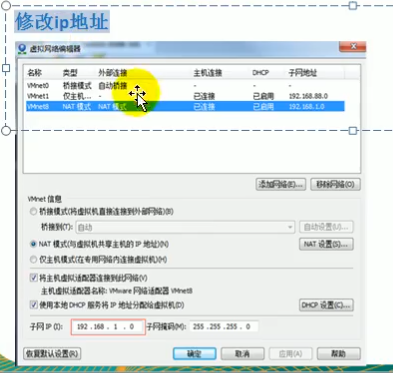 修改ip地址
虚拟网络编辑器
名称 类型 外部连接 主机连接 DHCP 子网地址
VMnet0 桥接模式 自动桥接 - - -
VMnet1 仅主机... - 已连接 已启用 192.168.88.0
VMnet8 NAT 模式 NAT 模式 已连接 已启用 192.168.1.0
添加网络(E)... 移除网络(O)
VMnet 信息
桥接模式(将虚拟机直接连接到外部网络)(B)
桥接到(T): 自动 自动设置(U)...
NAT 模式(与虚拟机共享主机的 IP 地址)(N) NAT 设置(S)...
仅主机模式(在专用网络内连接虚拟机)(H)
将主机虚拟适配器连接到此网络(V)
主机虚拟适配器名称: VMware 网络适配器 VMnet8
使用本地 DHCP 服务将 IP 地址分配给虚拟机(D) DHCP 设置(C)...
子网 IP (I): 192 .168 . 1 . 0 子网掩码(M): 255 .255 .255 . 0
恢复默认设置(R) 确定 取消 应用(A) 帮助